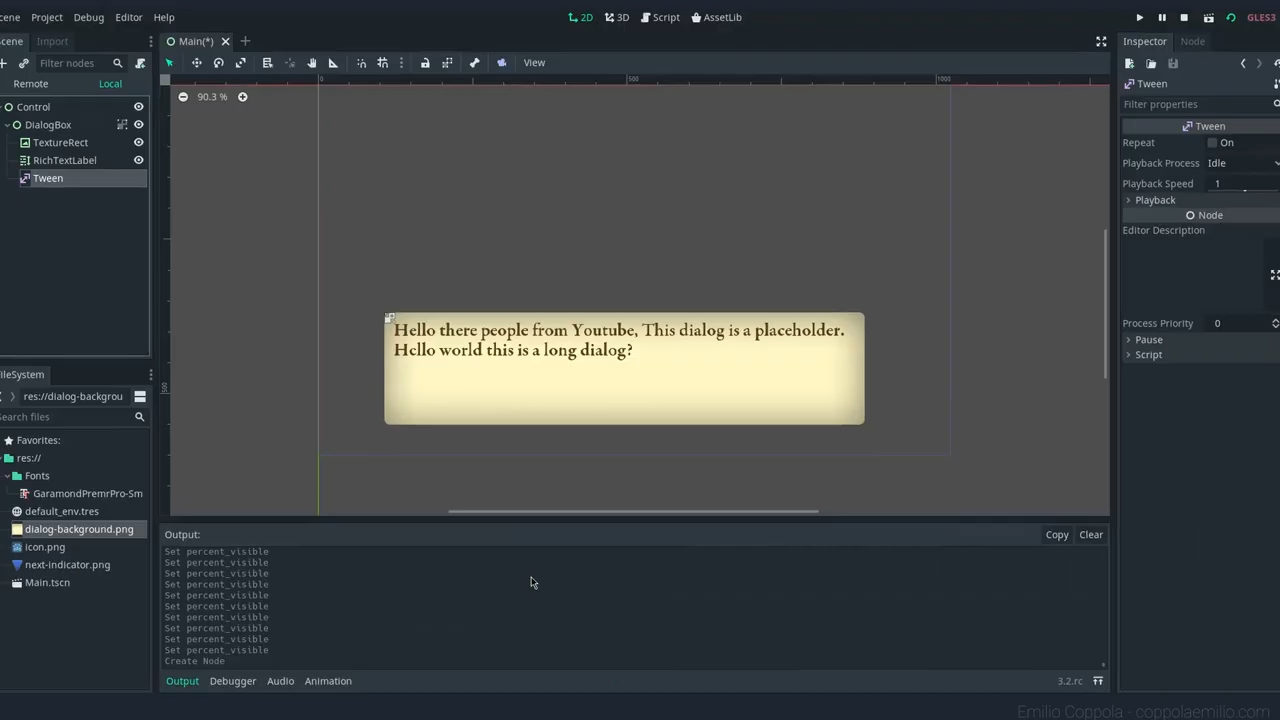 cene Project Debug Editor Help
2D 3D Script AssetLib
GLES3
Scene Import
Main(*)
Inspector Node
Filter nodes
View
Remote Local
Tween
0 500 1000
90.3 %
Filter properties
Control
DialogBox
TextureRect
RichTextLabel
Tween
Tween
Repeat On
Playback Process Idle
Playback Speed 1
Playback
Node
Editor Description
Process Priority 0
Pause
Script
Hello there people from Youtube, This dialog is a placeholder.
Hello world this is a long dialog?
500
FileSystem
res://dialog-backgrou
earch files
Favorites:
res://
Fonts
GaramondPremrPro-Sm
default_env.tres
dialog-background.png
icon.png
next-indicator.png
Main.tscn
Output: Copy Clear
Set percent_visible
Set percent_visible
Set percent_visible
Set percent_visible
Set percent_visible
Set percent_visible
Set percent_visible
Set percent_visible
Set percent_visible
Set percent_visible
Create Node
Output Debugger Audio Animation 3.2.rc
Emilio Coppola - coppolaemilio.com